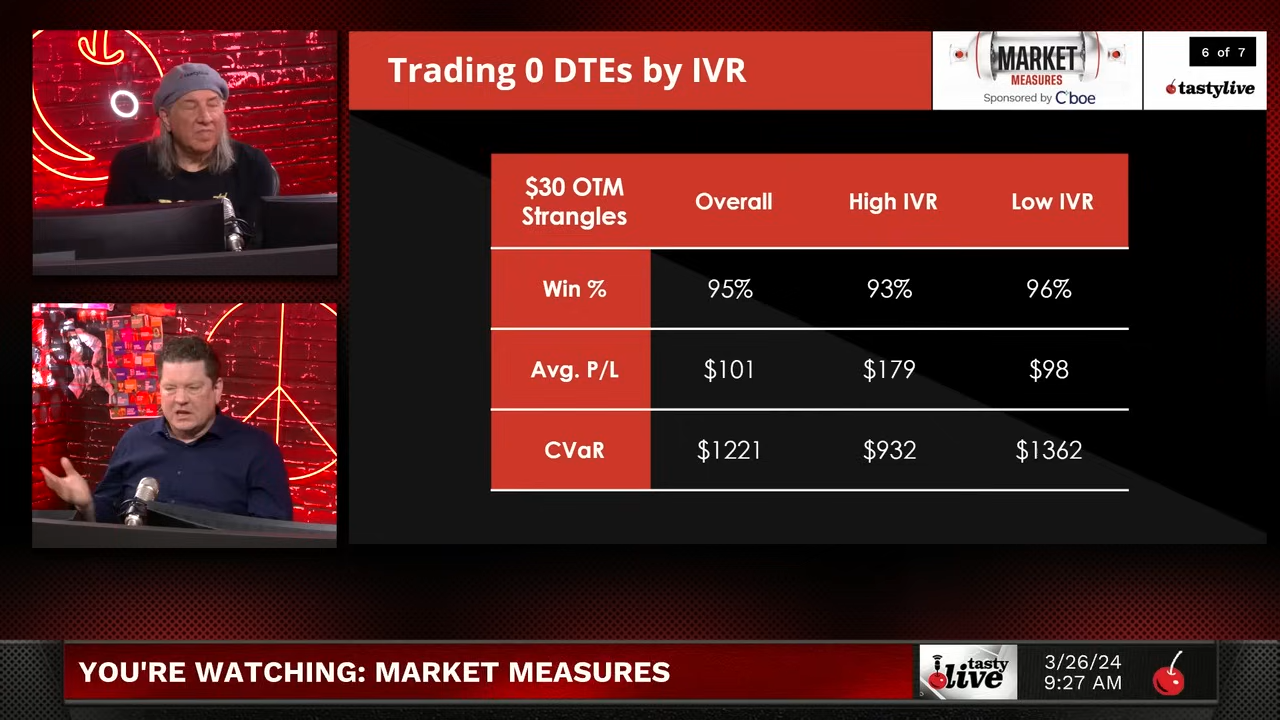 Trading 0 DTEs by IVR
MARKET
MEASURES
Sponsored by Cboe
6 of 7
tastylive
$30 OTM
Strangles
Overall
High IVR
Low IVR
Win %
95%
93%
96%
Avg. P/L
$101
$179
$98
CVaR
$1221
$932
$1362
YOU'RE WATCHING: MARKET MEASURES
tasty
live
3/26/24
9:27 AM